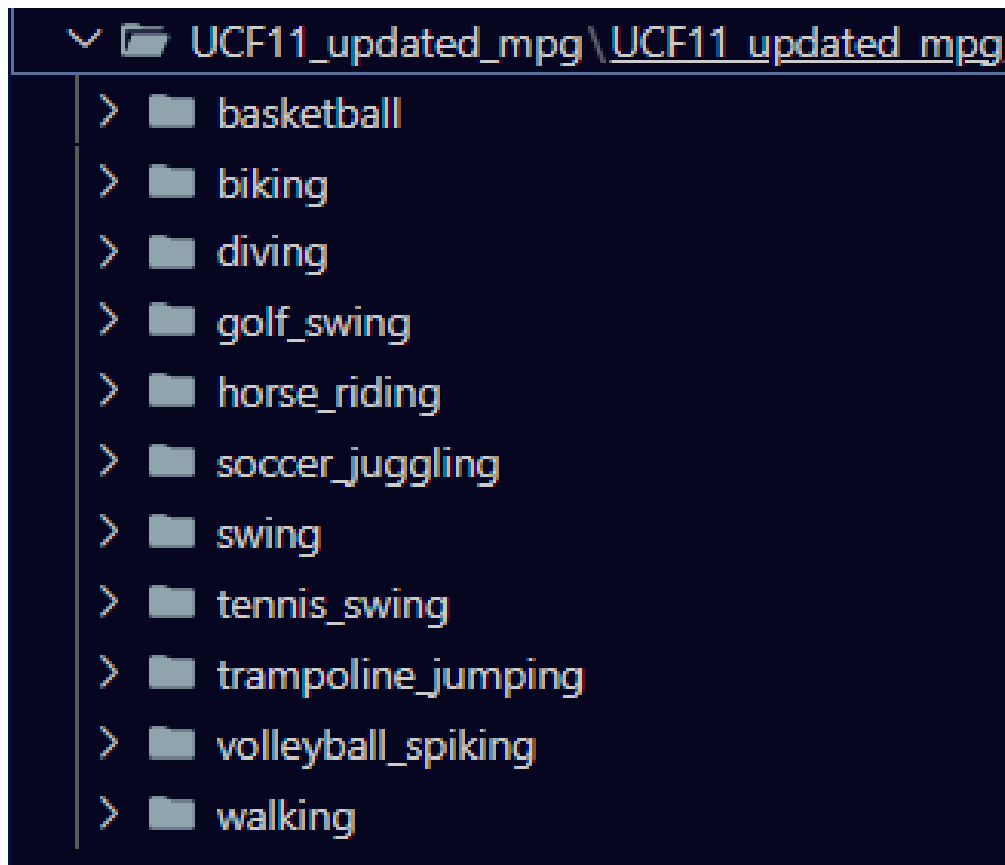 UCF11_updated_mpg\UCF11_updated_mpg
basketball
biking
diving
golf_swing
horse_riding
soccer_juggling
swing
tennis_swing
trampoline_jumping
volleyball_spiking
walking